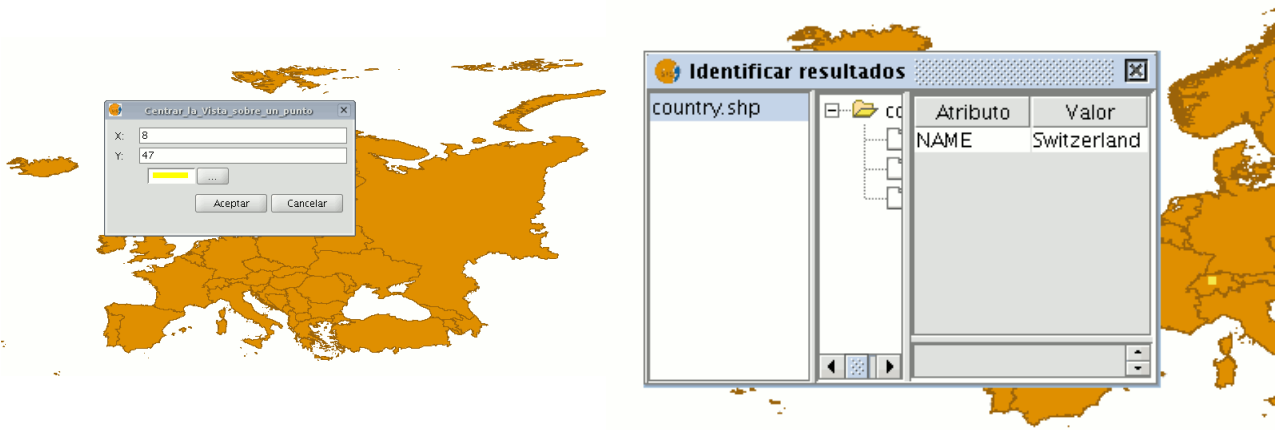 Centrar_la_Vista_sobre_un_punto
X: 8
Y: 47
...
Aceptar Cancelar
Identificar resultados
country.shp
Atributo Valor
NAME Switzerland